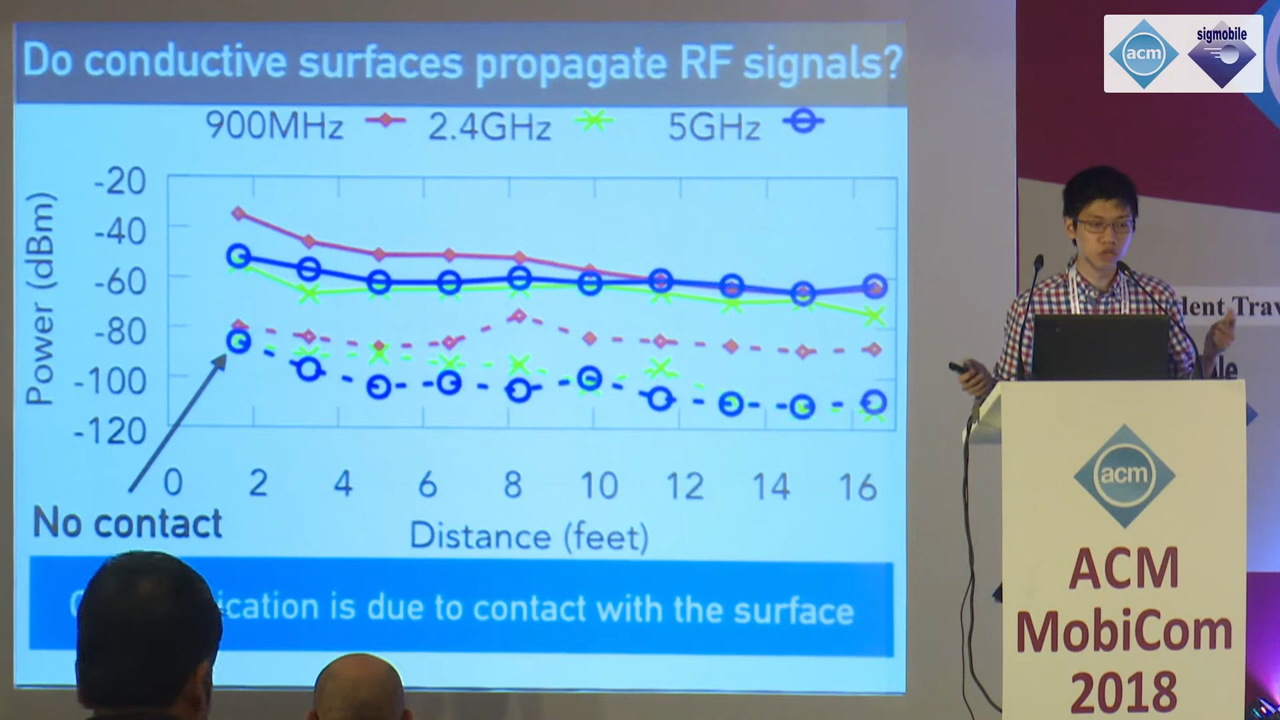 Do conductive surfaces propagate RF signals?
900MHz 2.4GHz 5GHz
Power (dBm)
-20
-40
-60
-80
-100
-120
0 2 4 6 8 10 12 14 16
Distance (feet)
No contact
is due to contact with the surface
acm
sigmobile
Trav
acm
ACM
MobiCom
2018